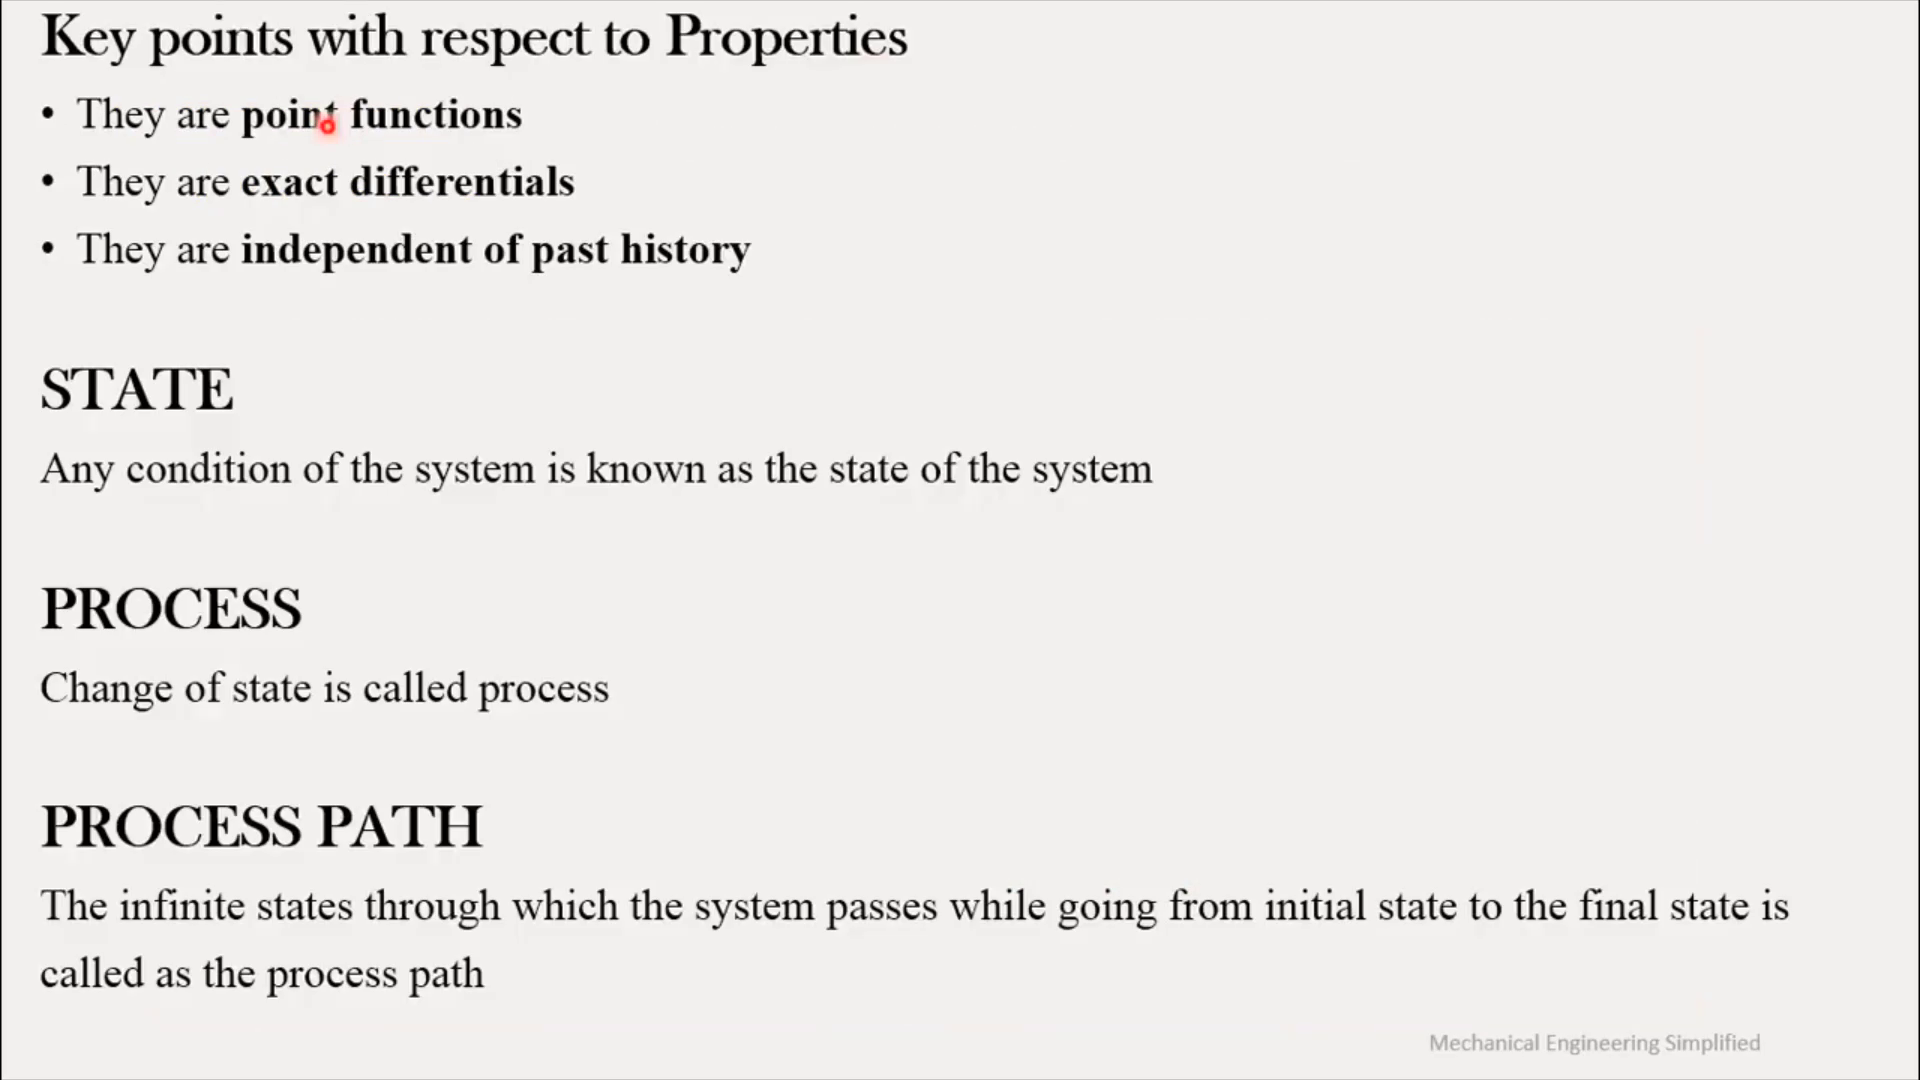 Key points with respect to Properties
• They are point functions
• They are exact differentials
• They are independent of past history
STATE
Any condition of the system is known as the state of the system
PROCESS
Change of state is called process
PROCESS PATH
The infinite states through which the system passes while going from initial state to the final state is
called as the process path
Mechanical Engineering Simplified